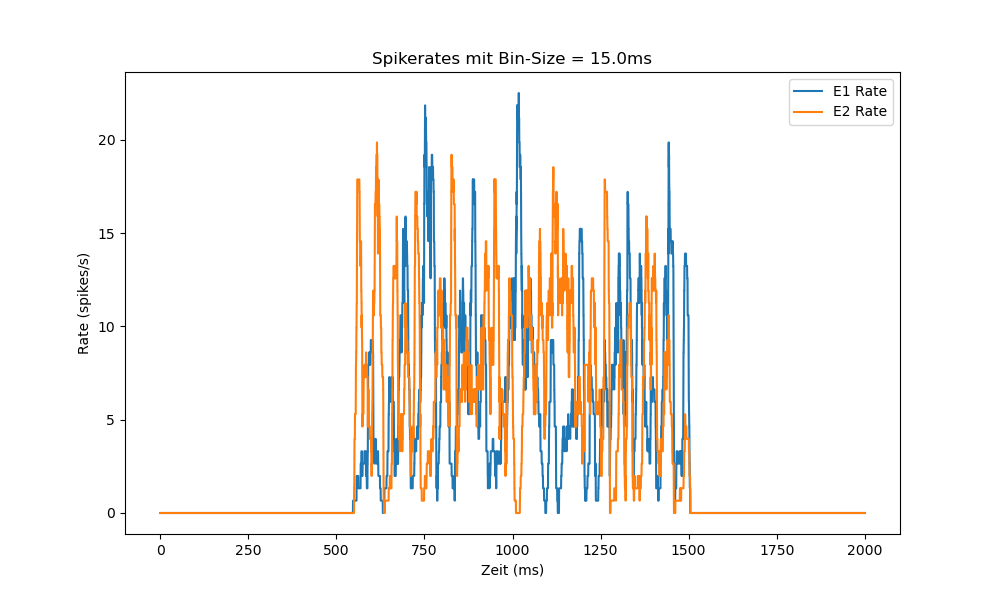 Spikerates mit Bin-Size = 15.0ms
E1 Rate
E2 Rate
Rate (spikes/s)
20
15
10
5
0
0 250 500 750 1000 1250 1500 1750 2000
Zeit (ms)